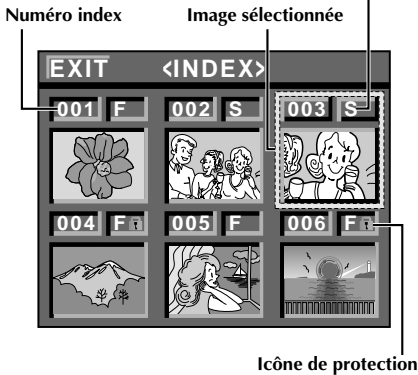 Numéro index
Image sélectionnée
EXIT <INDEX>
001 F 002 S 003 S
004 F 005 F 006 F
Icône de protection